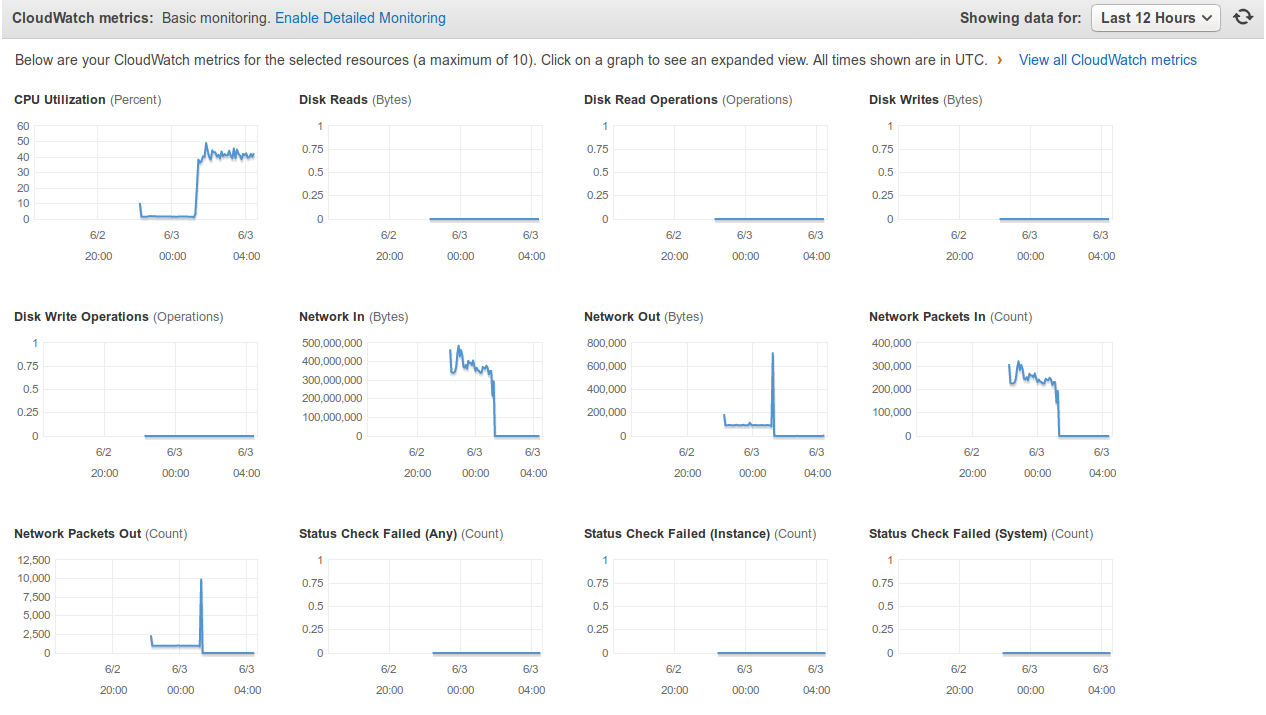 CloudWatch metrics: Basic monitoring. Enable Detailed Monitoring
Showing data for: Last 12 Hours
Below are your CloudWatch metrics for the selected resources (a maximum of 10). Click on a graph to see an expanded view. All times shown are in UTC. › View all CloudWatch metrics
CPU Utilization (Percent)
60
50
40
30
20
10
0
6/2 6/3 6/3
20:00 00:00 04:00
Disk Reads (Bytes)
1
0.75
0.5
0.25
0
6/2 6/3 6/3
20:00 00:00 04:00
Disk Read Operations (Operations)
1
0.75
0.5
0.25
0
6/2 6/3 6/3
20:00 00:00 04:00
Disk Writes (Bytes)
1
0.75
0.5
0.25
0
6/2 6/3 6/3
20:00 00:00 04:00
Disk Write Operations (Operations)
1
0.75
0.5
0.25
0
6/2 6/3 6/3
20:00 00:00 04:00
Network In (Bytes)
500,000,000
400,000,000
300,000,000
200,000,000
100,000,000
0
6/2 6/3 6/3
20:00 00:00 04:00
Network Out (Bytes)
800,000
600,000
400,000
200,000
0
6/2 6/3 6/3
20:00 00:00 04:00
Network Packets In (Count)
400,000
300,000
200,000
100,000
0
6/2 6/3 6/3
20:00 00:00 04:00
Network Packets Out (Count)
12,500
10,000
7,500
5,000
2,500
0
6/2 6/3 6/3
20:00 00:00 04:00
Status Check Failed (Any) (Count)
1
0.75
0.5
0.25
0
6/2 6/3 6/3
20:00 00:00 04:00
Status Check Failed (Instance) (Count)
1
0.75
0.5
0.25
0
6/2 6/3 6/3
20:00 00:00 04:00
Status Check Failed (System) (Count)
1
0.75
0.5
0.25
0
6/2 6/3 6/3
20:00 00:00 04:00